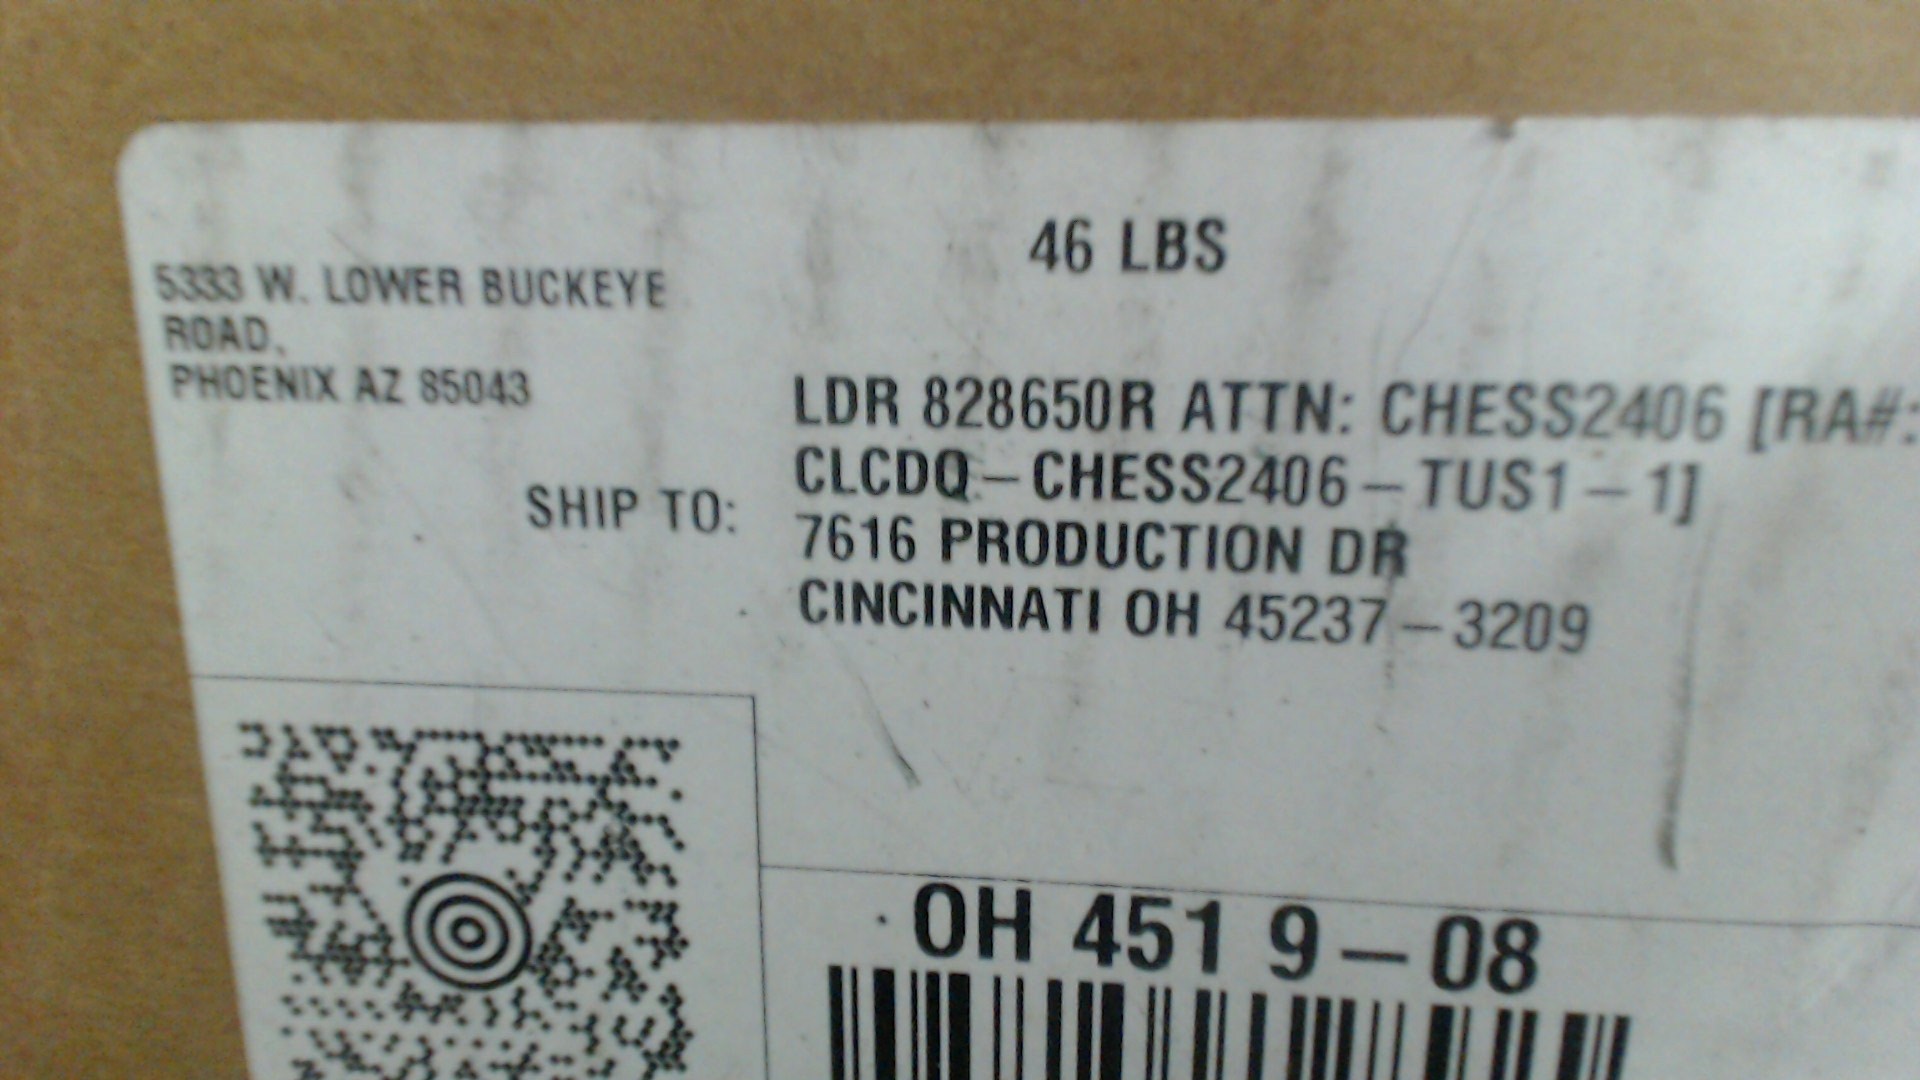 46 LBS
5333 W. LOWER BUCKEYE
ROAD.
PHOENIX AZ 85043
SHIP TO:
LDR 828650R ATTN: CHESS2406 [RA#:
CLCDQ-CHESS2406-TUS1-1]
7616 PRODUCTION DR
CINCINNATI OH 45237-3209
OH 451 9-08